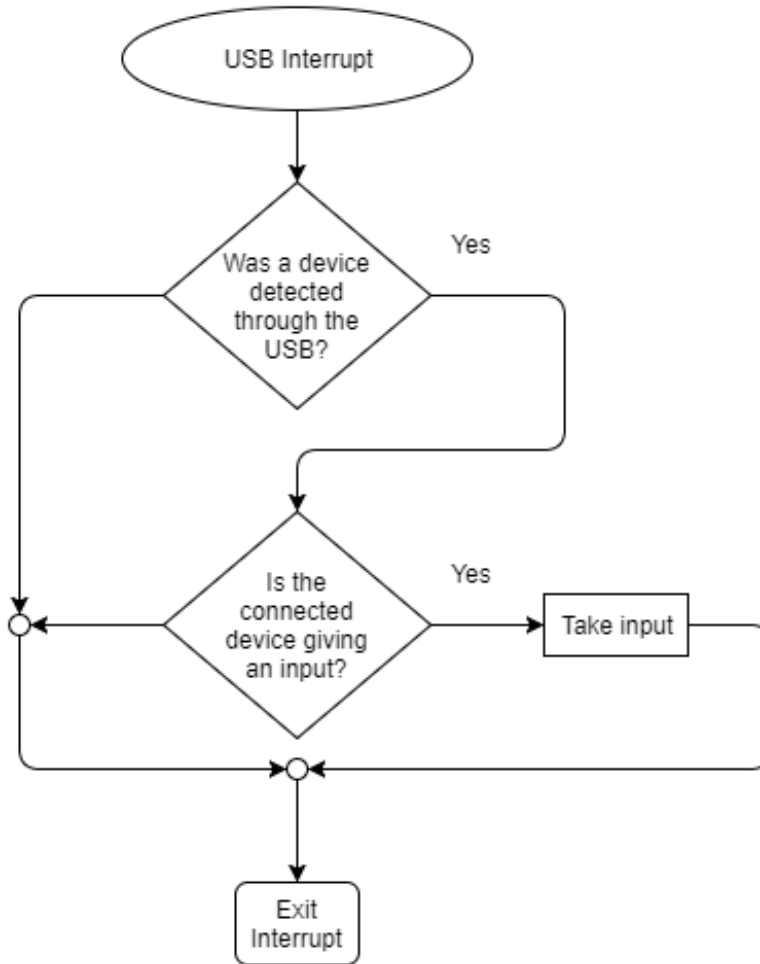 USB Interrupt
Yes
Was a device
detected
through the
USB?
Yes
Is the
connected
device giving
an input?
Take input
Exit
Interrupt